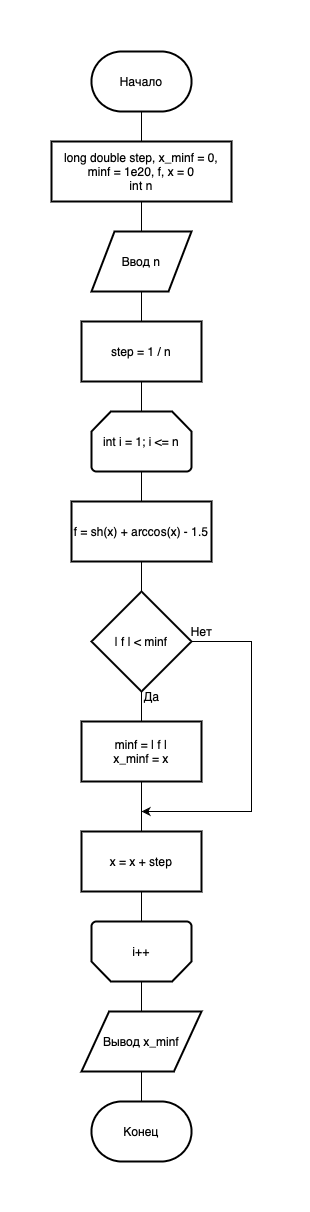 Начало
long double step, x_minf = 0,
minf = 1e20, f, x = 0
int n
Ввод n
step = 1 / n
int i = 1; i <= n
f = sh(x) + arccos(x) - 1.5
| f | < minf
Нет
Да
minf = | f |
x_minf = x
x = x + step
i++
Вывод x_minf
Конец